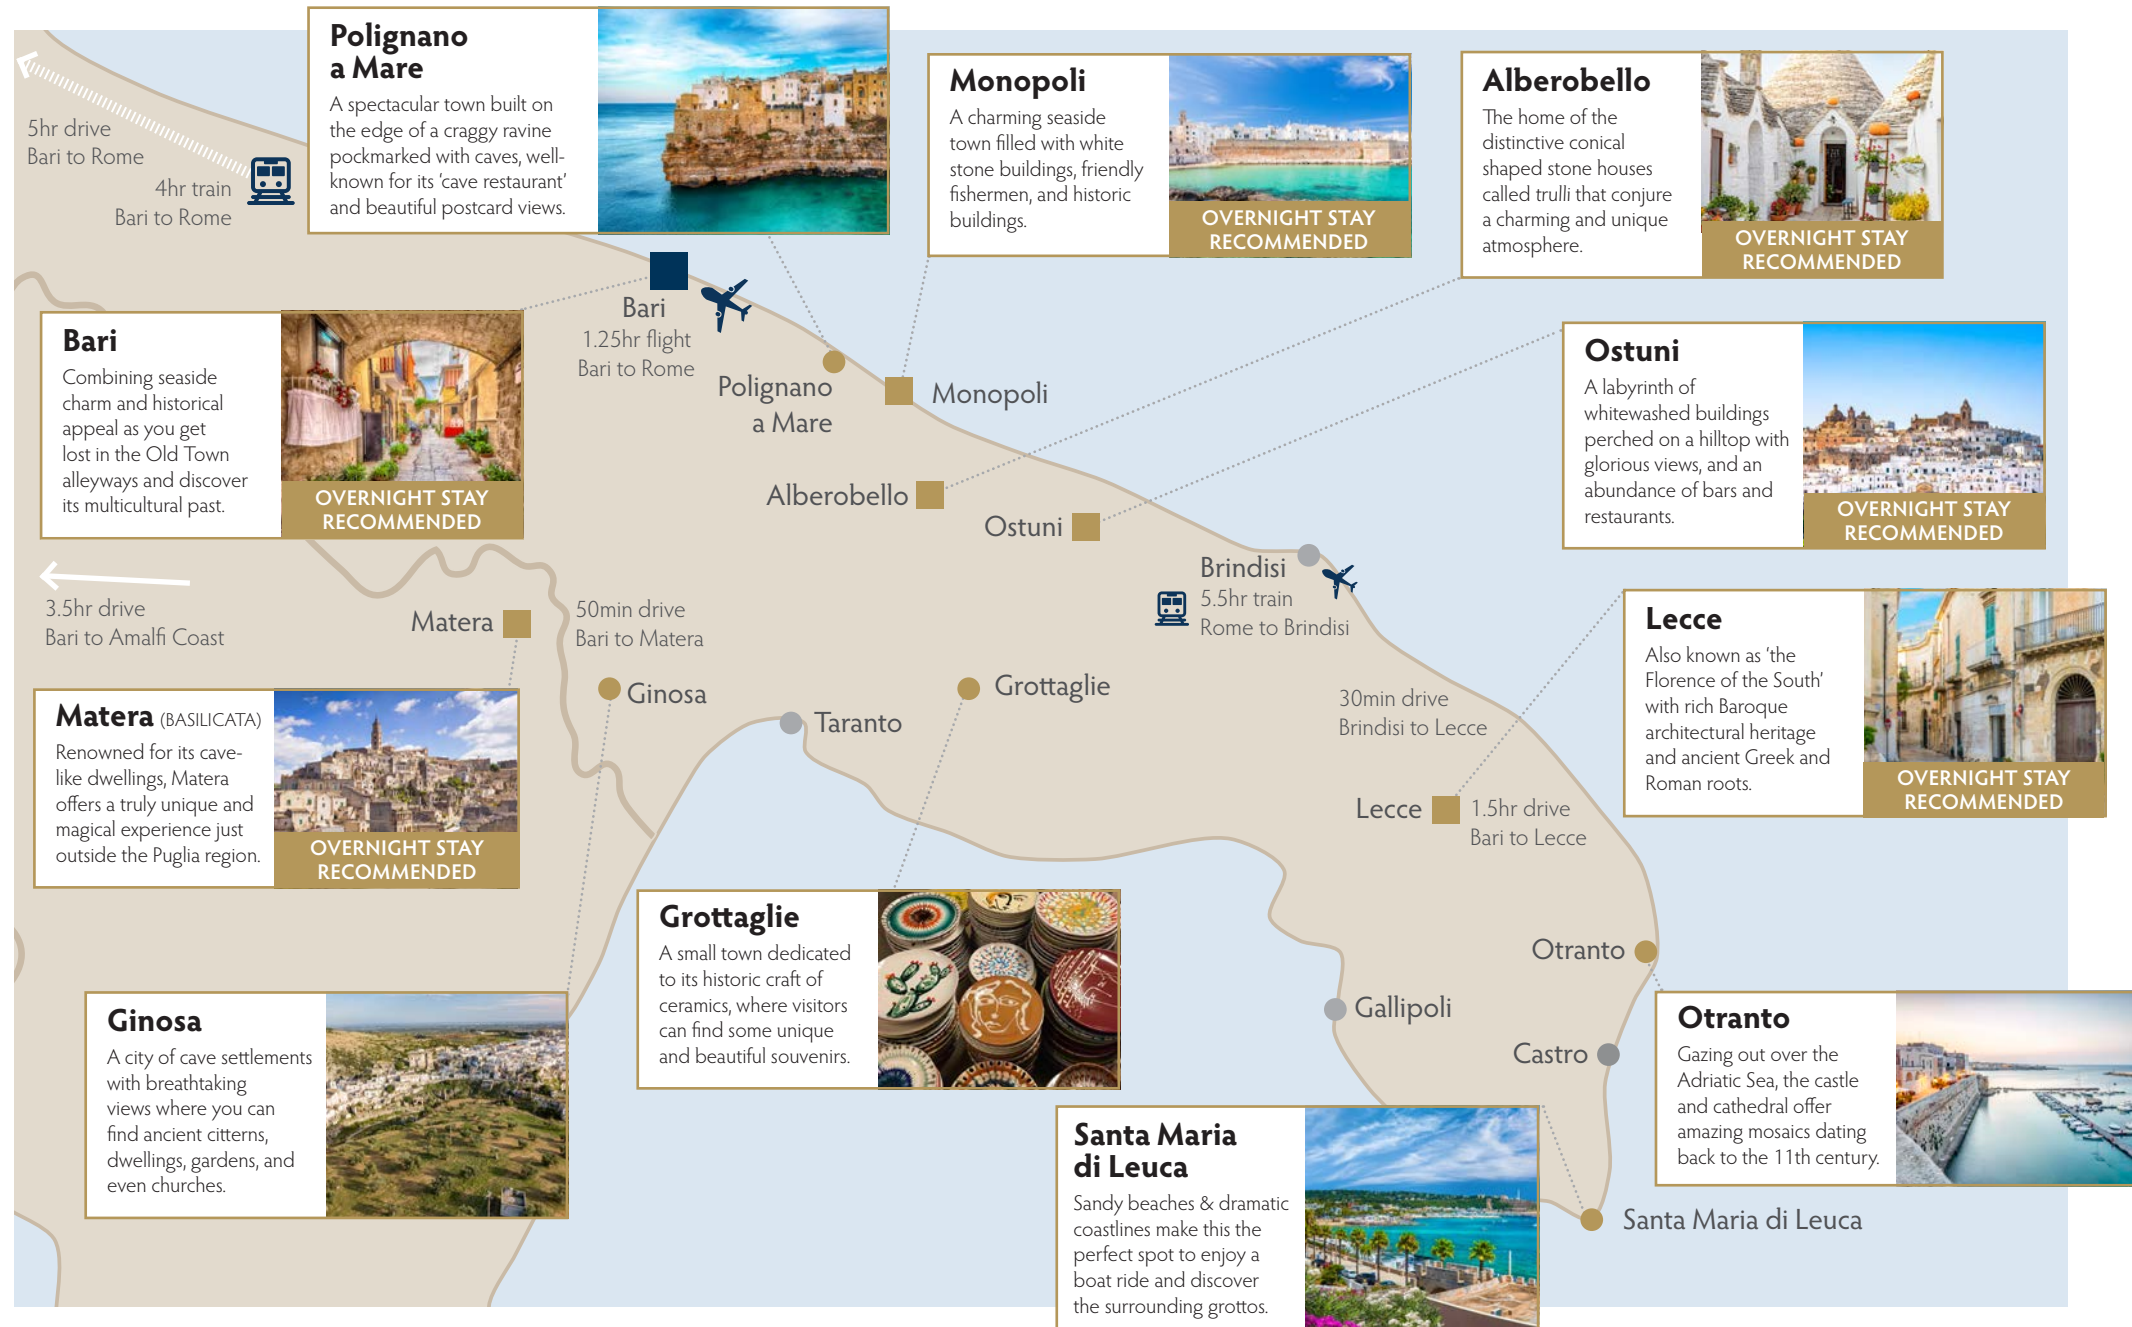 Polignano
a Mare
A spectacular town built on
the edge of a craggy ravine
pockmarked with caves, well-
known for its ‘cave restaurant’
and beautiful postcard views.
Monopoli
A charming seaside
town filled with white
stone buildings, friendly
fishermen, and historic
buildings.
OVERNIGHT STAY
RECOMMENDED
Alberobello
The home of the
distinctive conical
shaped stone houses
called trulli that conjure
a charming and unique
atmosphere.
OVERNIGHT STAY
RECOMMENDED
5hr drive
Bari to Rome
4hr train
Bari to Rome
Bari
1.25hr flight
Bari to Rome
Bari
Combining seaside
charm and historical
appeal as you get
lost in the Old Town
alleyways and discover
its multicultural past.
OVERNIGHT STAY
RECOMMENDED
Polignano
a Mare
Monopoli
Ostuni
A labyrinth of
whitewashed buildings
perched on a hilltop with
glorious views, and an
abundance of bars and
restaurants.
OVERNIGHT STAY
RECOMMENDED
Alberobello
Ostuni
Brindisi
5.5hr train
Rome to Brindisi
3.5hr drive
Bari to Amalfi Coast
Matera
50min drive
Bari to Matera
Lecce
Also known as ‘the
Florence of the South’
with rich Baroque
architectural heritage
and ancient Greek and
Roman roots.
OVERNIGHT STAY
RECOMMENDED
Ginosa
Taranto
Grottaglie
30min drive
Brindisi to Lecce
Matera (BASILICATA)
Renowned for its cave-
like dwellings, Matera
offers a truly unique and
magical experience just
outside the Puglia region.
OVERNIGHT STAY
RECOMMENDED
Lecce
1.5hr drive
Bari to Lecce
Grottaglie
A small town dedicated
to its historic craft of
ceramics, where visitors
can find some unique
and beautiful souvenirs.
Otranto
Gallipoli
Castro
Ginosa
A city of cave settlements
with breathtaking
views where you can
find ancient citterns,
dwellings, gardens, and
even churches.
Otranto
Gazing out over the
Adriatic Sea, the castle
and cathedral offer
amazing mosaics dating
back to the 11th century.
Santa Maria
di Leuca
Sandy beaches & dramatic
coastlines make this the
perfect spot to enjoy a
boat ride and discover
the surrounding grottos.
Santa Maria di Leuca